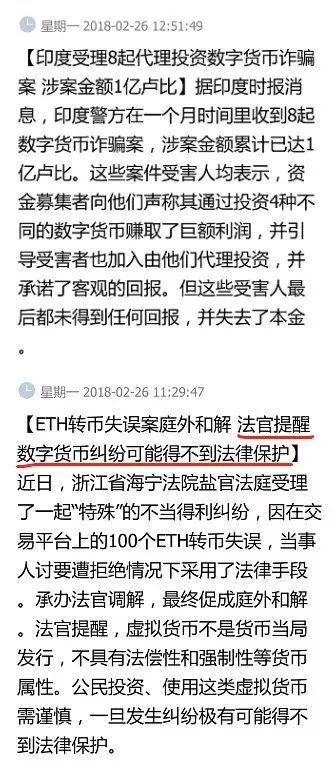 星期一 2018-02-26 12:51:49
【印度受理8起代理投资数字货币诈骗
案 涉案金额1亿卢比】据印度时报消
息，印度警方在一个月时间里收到8起
数字货币诈骗案，涉案金额累计已达1
亿卢比。这些案件受害人均表示，资
金募集者向他们声称其通过投资4种不
同的数字货币赚取了巨额利润，并引
导受害者也加入由他们代理投资，并
承诺了客观的回报。但这些受害人最
后都未得到任何回报，并失去了本金
。
星期一 2018-02-26 11:29:47
【ETH转币失误案庭外和解 法官提醒
数字货币纠纷可能得不到法律保护】
近日，浙江省海宁法院盐官法庭受理
了一起“特殊”的不当得利纠纷，因在交
易平台上的100个ETH转币失误，当事
人讨要遭拒绝情况下采用了法律手段
。承办法官调解，最终促成庭外和解
。法官提醒，虚拟货币不是货币当局
发行，不具有法偿性和强制性等货币
属性。公民投资、使用这类虚拟货币
需谨慎，一旦发生纠纷极有可能得不
到法律保护。